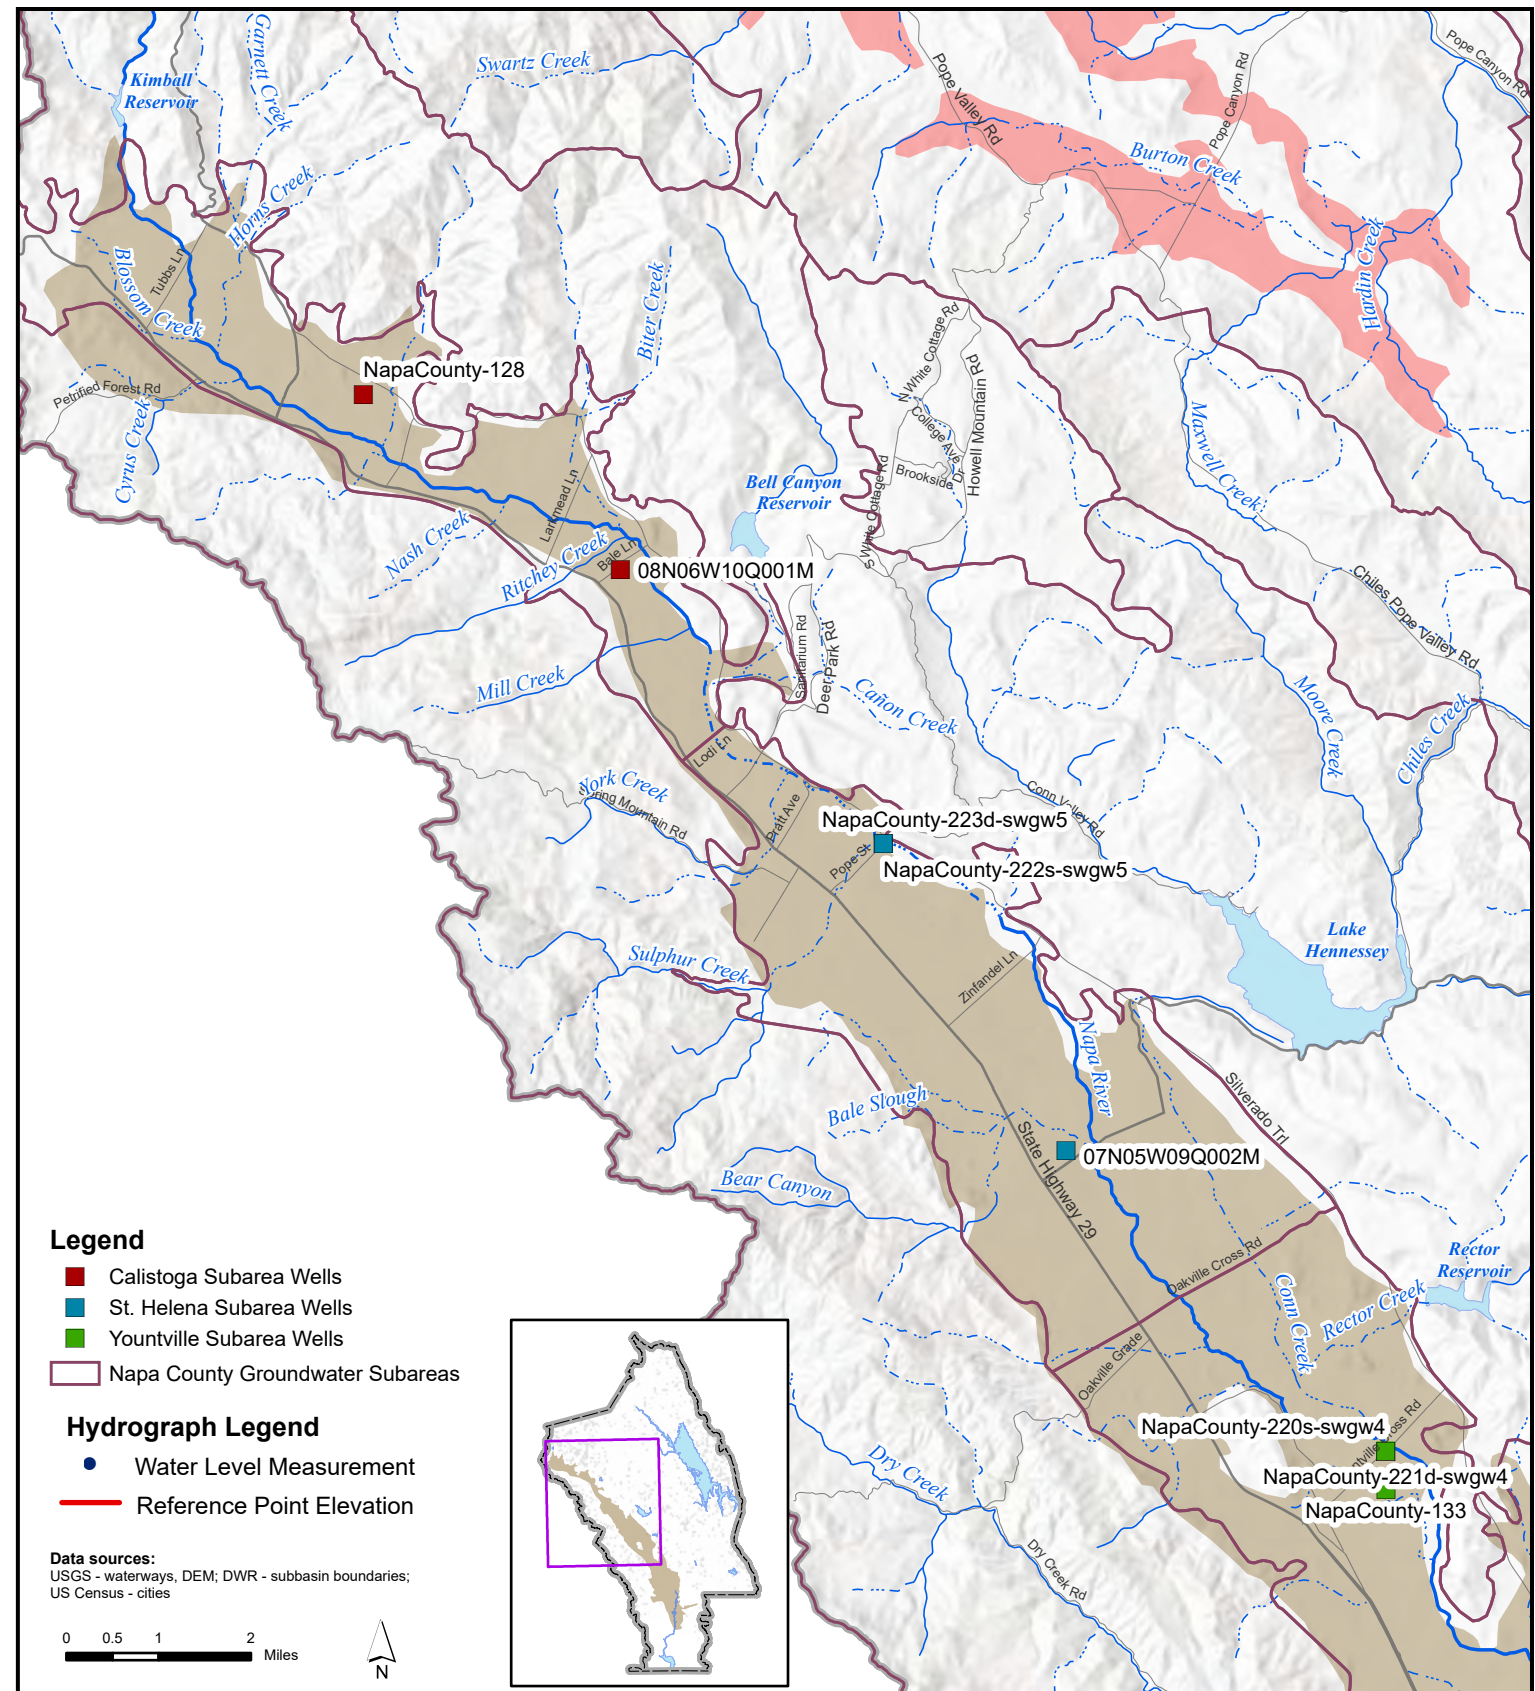 Kimball
Reservoir
Garnett Creek
Swartz Creek
Pope Valley Rd
Pope Canyon Rd
Pope Canyon Rd
Burton Creek
Horns Creek
Hardin Creek
Tubbs Ln
Blossom Creek
Biter Creek
N White Cottage Rd
NapaCounty-128
Petrified Forest Rd
Howell Mountain Rd
College Ave
Maxwell Creek
Cyrus Creek
Brookside Dr
Bell Canyon
Reservoir
Larkmead Ln
S White Cottage Rd
Nash Creek
Ritchey Creek
Bale Ln
08N06W10Q001M
Chiles Pope Valley Rd
Sanitarium Rd
Deer Park Rd
Mill Creek
Cañon Creek
Moore Creek
Chiles Creek
Lodi Ln
York Creek
Spring Mountain Rd
Conn Valley Rd
Pratt Ave
NapaCounty-223d-swgw5
Pope St
NapaCounty-222s-swgw5
Lake
Hennessey
Sulphur Creek
Zinfandel Ln
Napa River
Silverado Trl
Bale Slough
State Highway 29
07N05W09Q002M
Bear Canyon
Oakville Cross Rd
Rector
Reservoir
Conn Creek
Rector Creek
Oakville Grade
NapaCounty-220s-swgw4
Cross Rd
NapaCounty-221d-swgw4
NapaCounty-133
Dry Creek
Dry Creek Rd
Legend
Calistoga Subarea Wells
St. Helena Subarea Wells
Yountville Subarea Wells
Napa County Groundwater Subareas
Hydrograph Legend
Water Level Measurement
Reference Point Elevation
Data sources:
USGS - waterways, DEM; DWR - subbasin boundaries;
US Census - cities
0 0.5 1 2
Miles
N